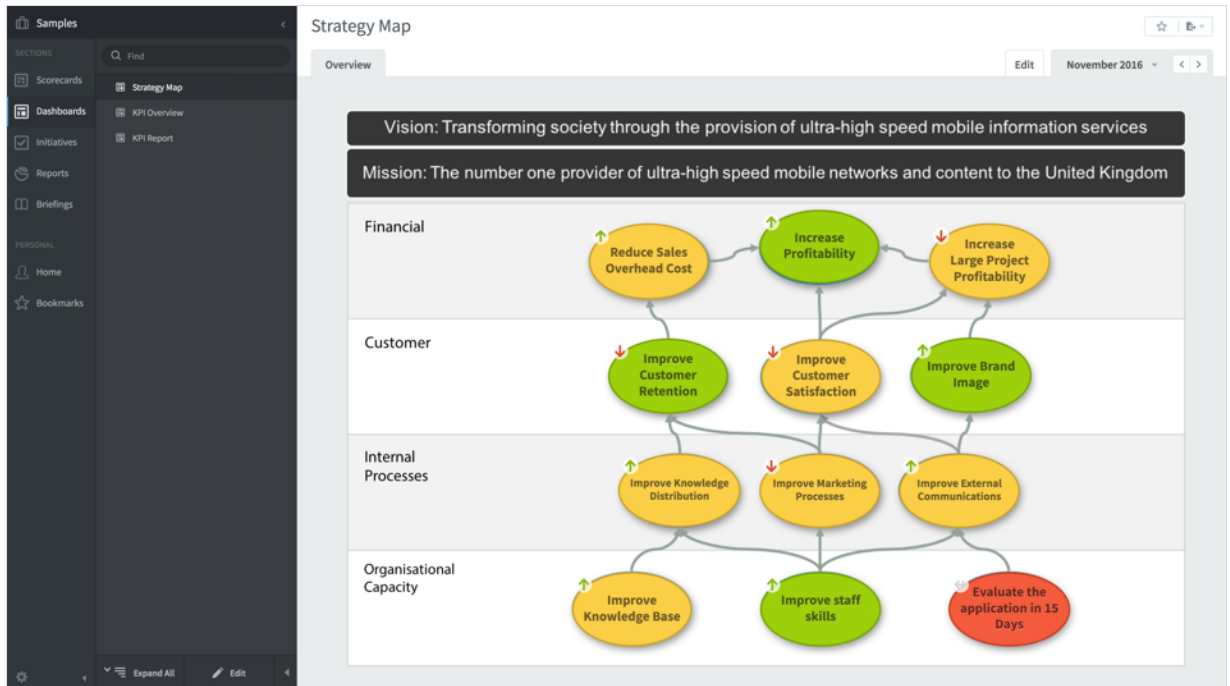 Samples
SECTIONS
Scorecards
Dashboards
Initiatives
Reports
Briefings
PERSONAL
Home
Bookmarks
Find
Strategy Map
KPI Overview
KPI Report
Expand All
Edit
Strategy Map
Overview
Edit
November 2016
Vision: Transforming society through the provision of ultra-high speed mobile information services
Mission: The number one provider of ultra-high speed mobile networks and content to the United Kingdom
Financial
Reduce Sales
Overhead Cost
Increase
Profitability
Increase
Large Project
Profitability
Customer
Improve
Customer
Retention
Improve
Customer
Satisfaction
Improve Brand
Image
Internal
Processes
Improve Knowledge
Distribution
Improve Marketing
Processes
Improve External
Communications
Organisational
Capacity
Improve
Knowledge Base
Improve staff
skills
Evaluate the
application in 15
Days